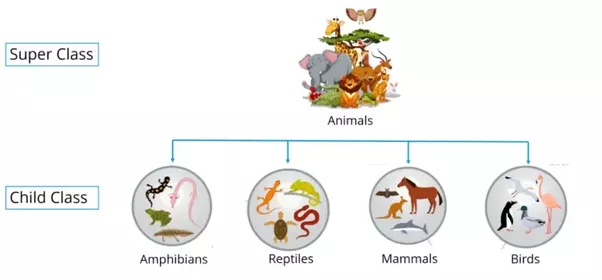 Super Class
Animals
Child Class
Amphibians
Reptiles
Mammals
Birds